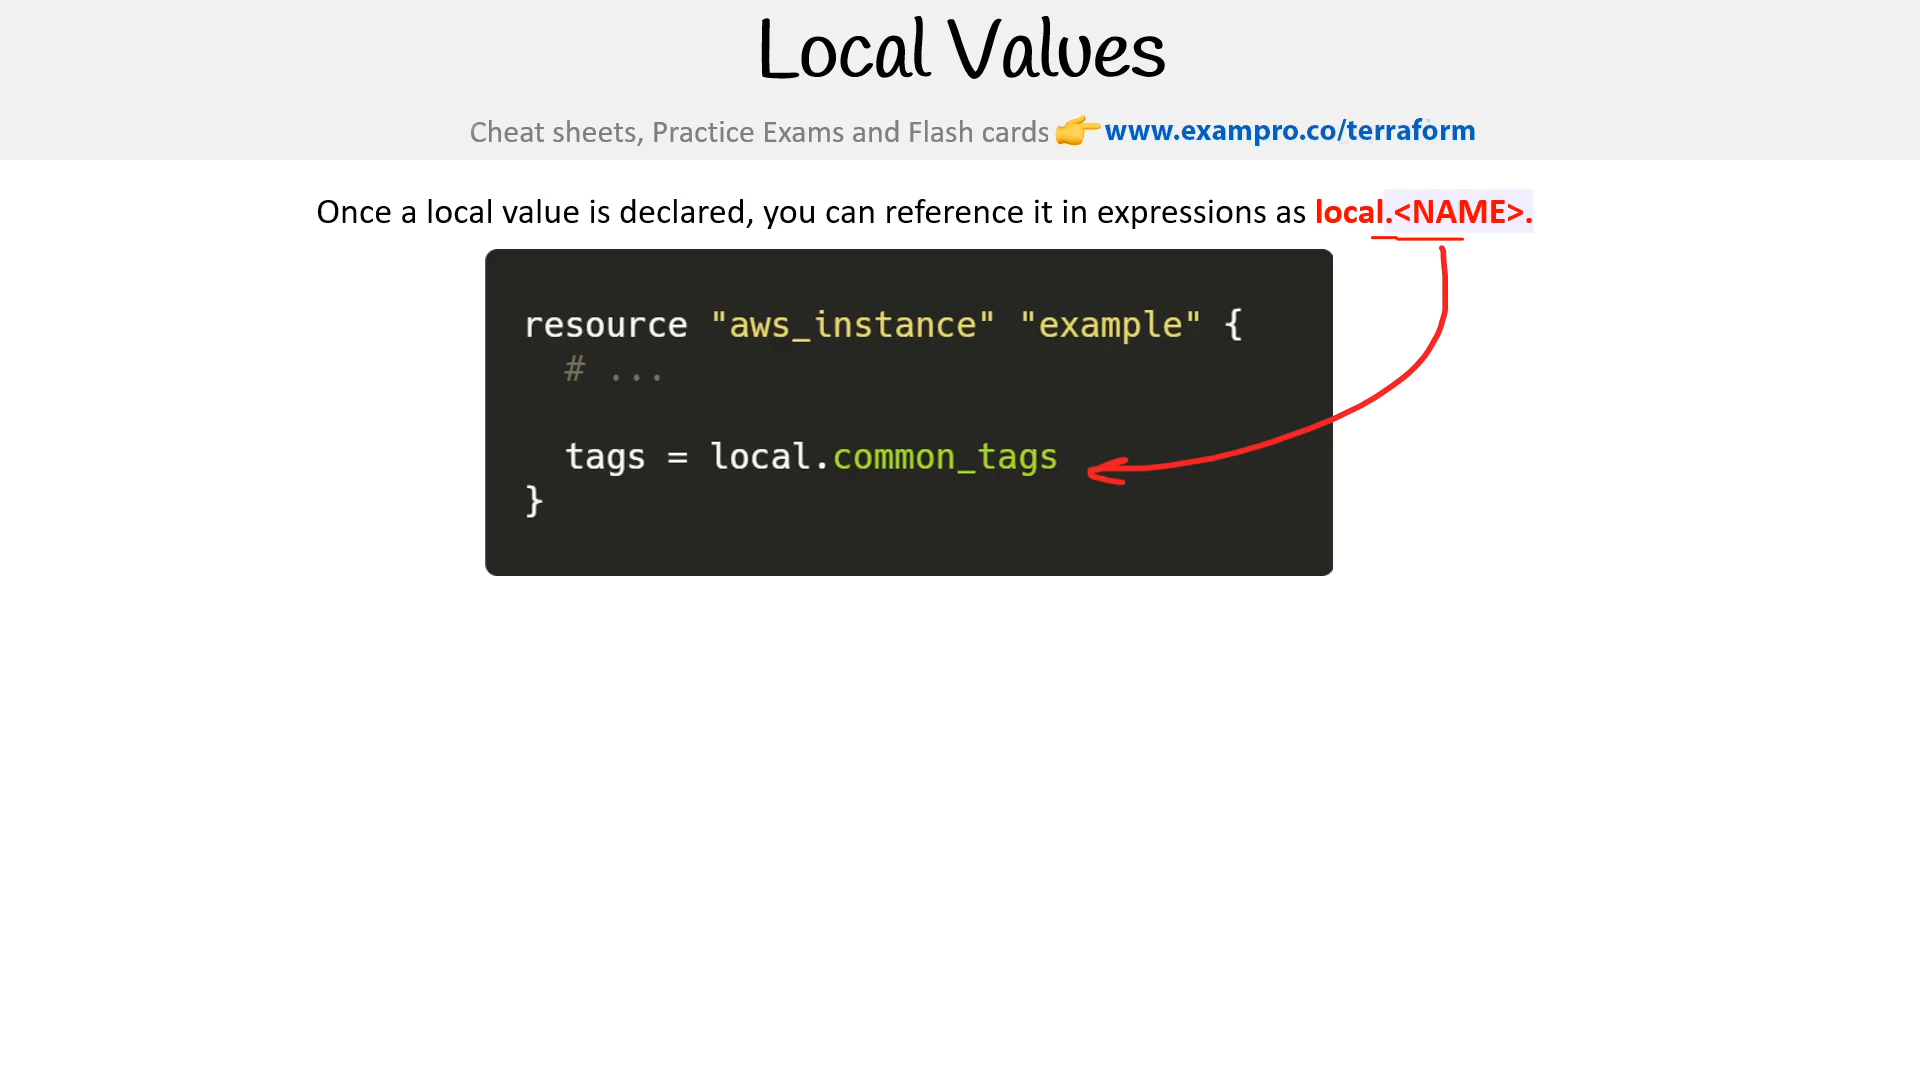 Local Values
Cheat sheets, Practice Exams and Flash cards 👉www.exampro.co/terraform
Once a local value is declared, you can reference it in expressions as local.<NAME>.
resource "aws_instance" "example" {
  # ...
  tags = local.common_tags
}